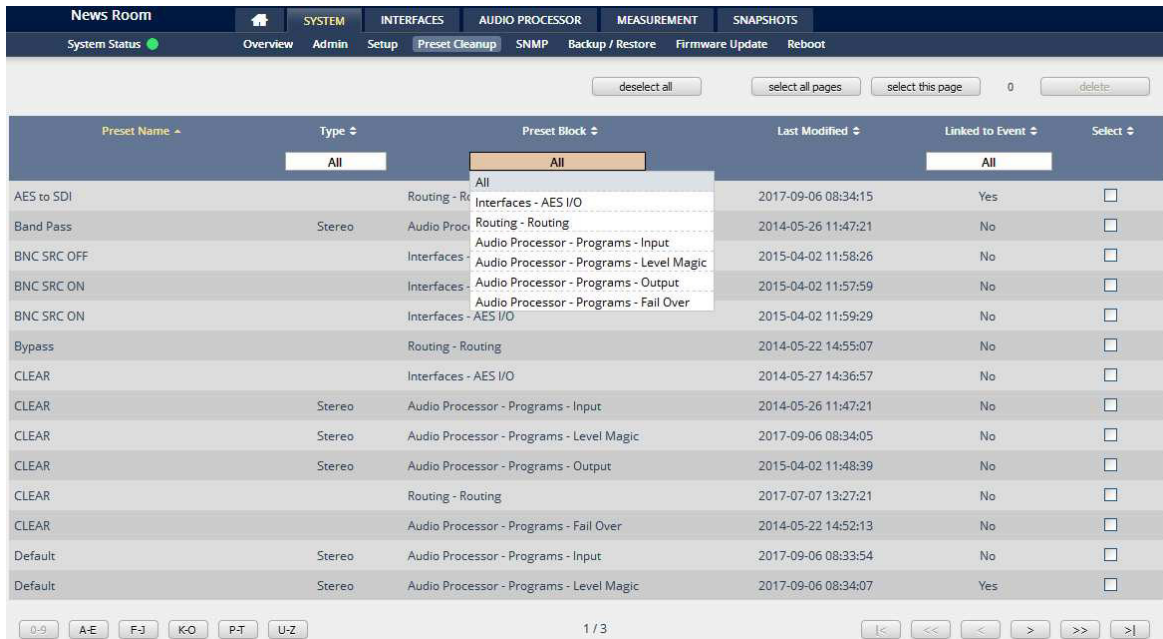 News Room SYSTEM INTERFACES AUDIO PROCESSOR MEASUREMENT SNAPSHOTS
System Status Overview Admin Setup Preset Cleanup SNMP Backup / Restore Firmware Update Reboot
deselect all select all pages select this page 0 delete
Preset Name Type Preset Block Last Modified Linked to Event Select
All All All
All
AES to SDI Routing - Ro 2017-09-06 08:34:15 Yes
Interfaces - AES I/O
Routing - Routing
Band Pass Stereo Audio Proc 2014-05-26 11:47:21 No
Audio Processor - Programs - Input
BNC SRC OFF Interfaces - 2015-04-02 11:58:26 No
Audio Processor - Programs - Level Magic
BNC SRC ON Interfaces - 2015-04-02 11:57:59 No
Audio Processor - Programs - Output
Audio Processor - Programs - Fail Over
BNC SRC ON Interfaces - AES I/O 2015-04-02 11:59:29 No
Bypass Routing - Routing 2014-05-22 14:55:07 No
CLEAR Interfaces - AES I/O 2014-05-27 14:36:57 No
CLEAR Stereo Audio Processor - Programs - Input 2014-05-26 11:47:21 No
CLEAR Stereo Audio Processor - Programs - Level Magic 2017-09-06 08:34:05 No
CLEAR Stereo Audio Processor - Programs - Output 2015-04-02 11:48:39 No
CLEAR Routing - Routing 2017-07-07 13:27:21 No
CLEAR Audio Processor - Programs - Fail Over 2014-05-22 14:52:13 No
Default Stereo Audio Processor - Programs - Input 2017-09-06 08:33:54 No
Default Stereo Audio Processor - Programs - Level Magic 2017-09-06 08:34:07 Yes
0-9 A-E F-J K-O P-T U-Z 1 / 3 |< << < > >> >|